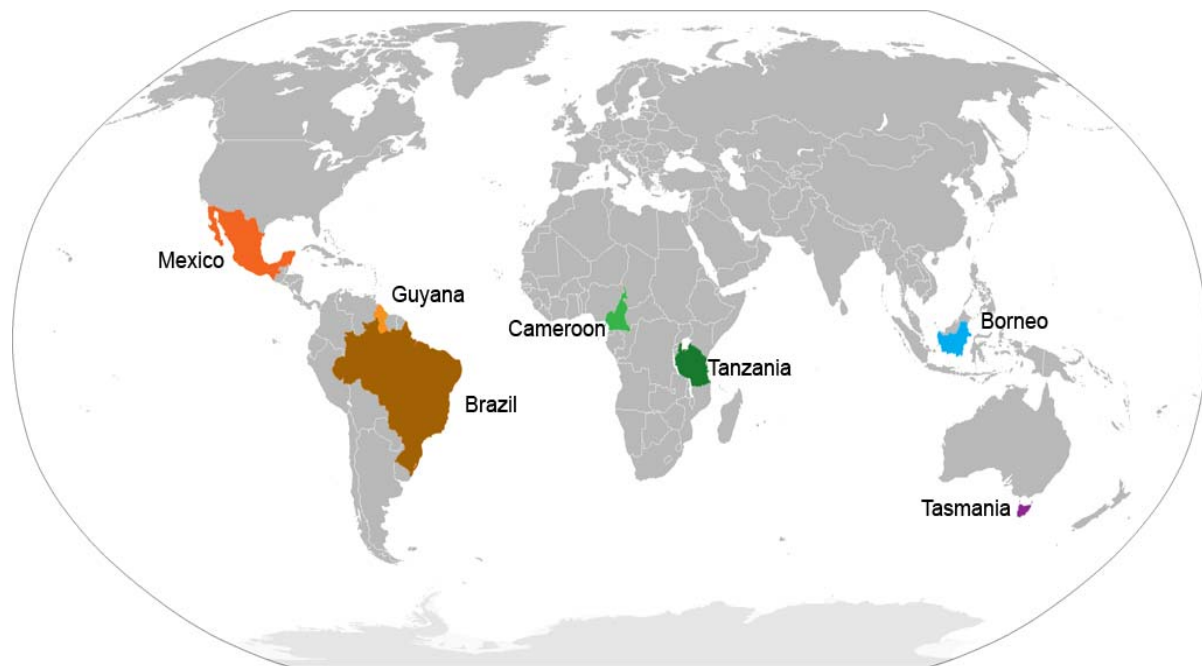 Mexico
Guyana
Cameroon
Borneo
Tanzania
Brazil
Tasmania